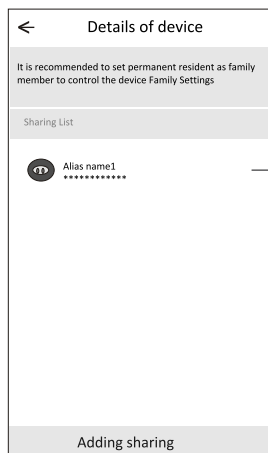 Details of device
It is recommended to set permanent resident as family
member to control the device Family Settings
Sharing List
Alias name1
************
Adding sharing